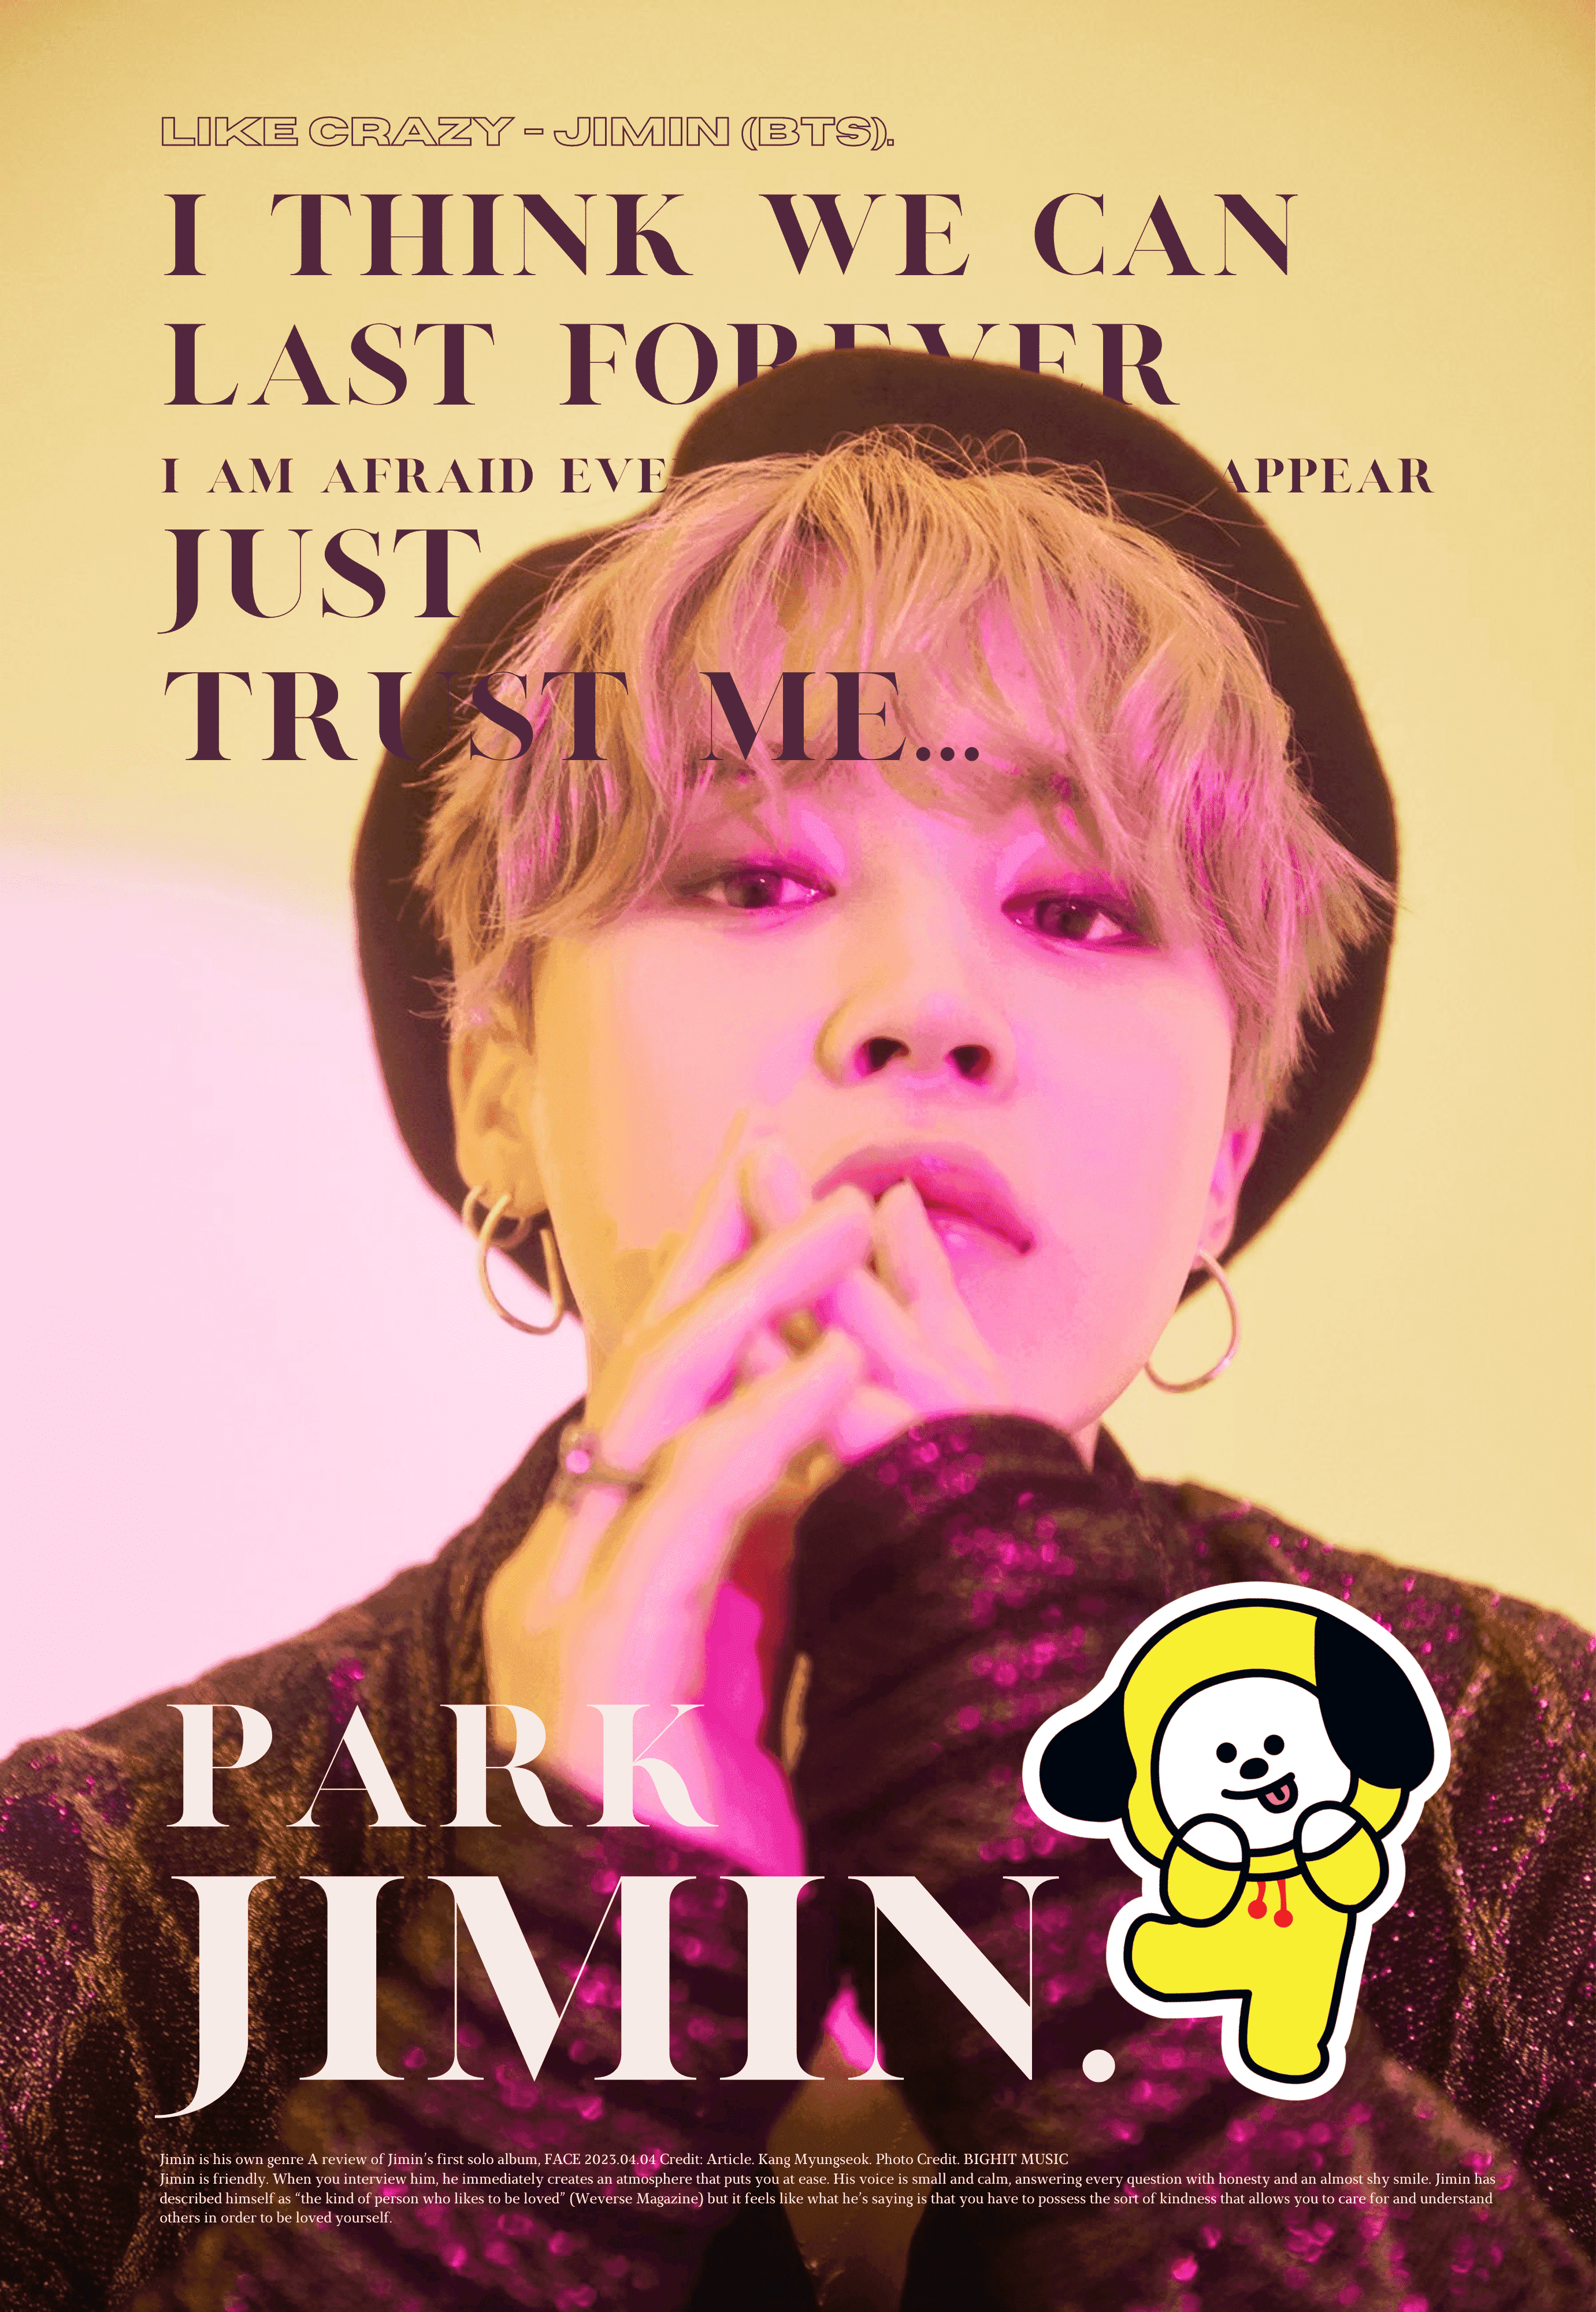 LIKE CRAZY - JIMIN (BTS).
I THINK WE CAN
LAST FOREVER
I AM AFRAID APPEAR
JUST
TRUST ME...
PARK
JIMIN.
Jimin is his own genre A review of Jimin's first solo album, FACE 2023.04.04 Credit: Article. Kang Myungseok. Photo Credit. BIGHIT MUSIC
Jimin is friendly. When you interview him, he immediately creates an atmosphere that puts you at ease. His voice is small and calm, answering every question with honesty and an almost shy smile. Jimin has
described himself as “the kind of person who likes to be loved” (Weverse Magazine) but it feels like what he's saying is that you have to possess the sort of kindness that allows you to care for and understand
others in order to be loved yourself.